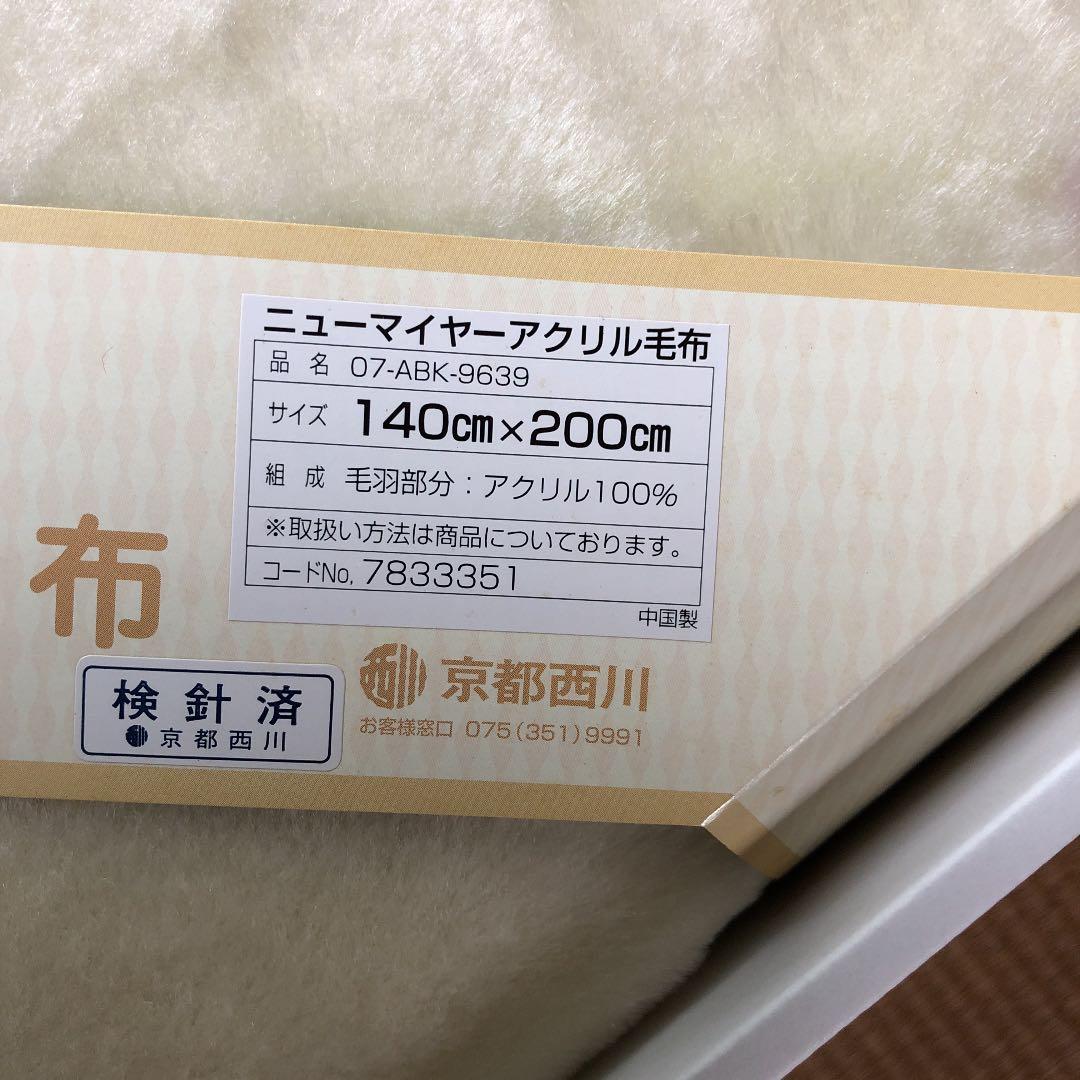 ニューマイヤーアクリル毛布
品名 07-ABK-9639
サイズ 140㎝×200㎝
組成 毛羽部分：アクリル100%
※取扱い方法は商品についております。
コードNo, 7833351
中国製
布
検針済
京都西川
西川 京都西川
お客様窓口 075(351)9991